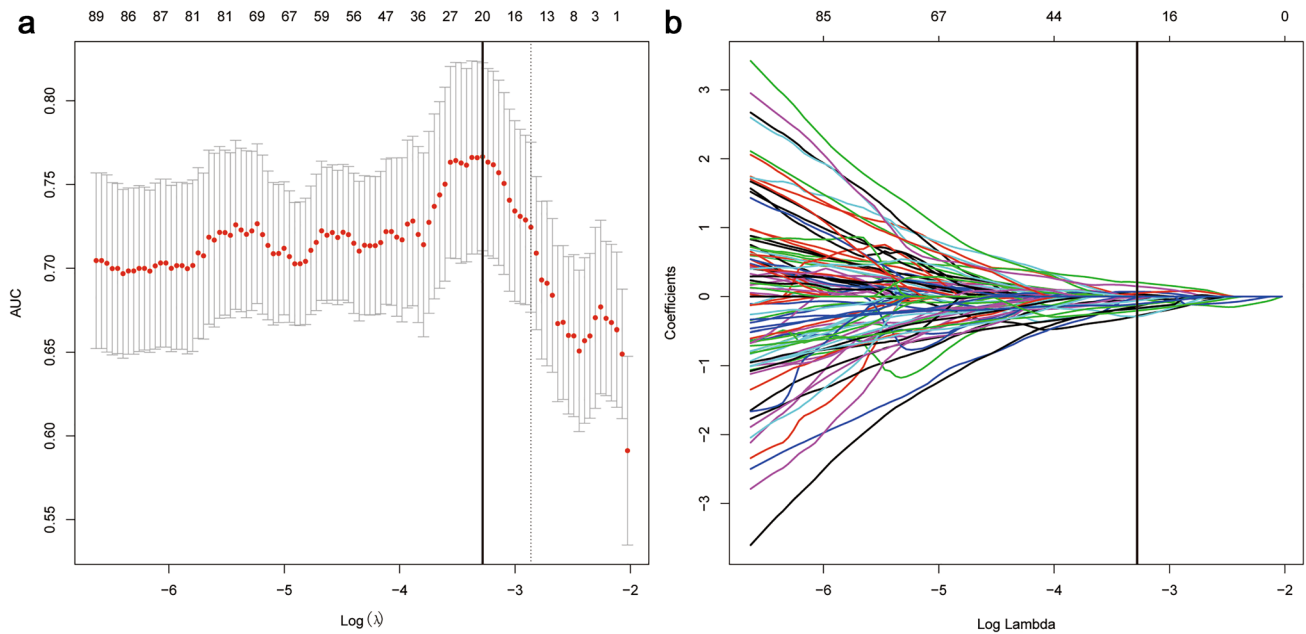 a
89 86 87 81 81 69 67 59 56 47 36 27 20 16 13 8 3 1
0.80
0.75
0.70
0.65
0.60
0.55
AUC
−6 −5 −4 −3 −2
Log (λ)
b
85 67 44 16 0
3
2
1
0
−1
−2
−3
Coefficients
−6 −5 −4 −3 −2
Log Lambda